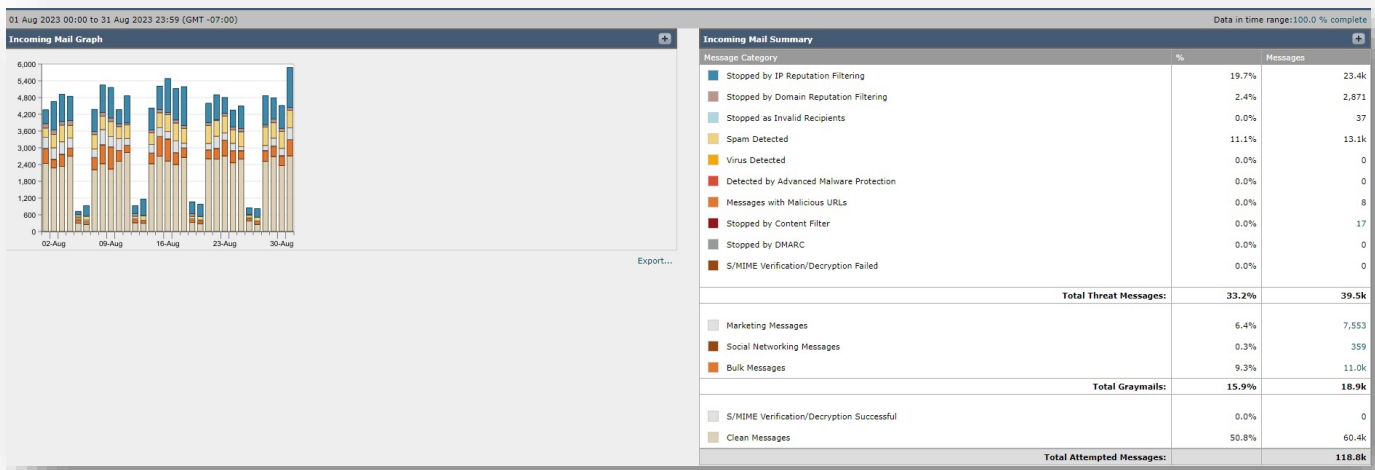 01 Aug 2023 00:00 to 31 Aug 2023 23:59 (GMT -07:00)
Data in time range:100.0 % complete
Incoming Mail Graph
6,000
5,400
4,800
4,200
3,600
3,000
2,400
1,800
1,200
600
0
02-Aug 09-Aug 16-Aug 23-Aug 30-Aug
Export...
Incoming Mail Summary
Message Category % Messages
Stopped by IP Reputation Filtering 19.7% 23.4k
Stopped by Domain Reputation Filtering 2.4% 2,871
Stopped as Invalid Recipients 0.0% 37
Spam Detected 11.1% 13.1k
Virus Detected 0.0% 0
Detected by Advanced Malware Protection 0.0% 0
Messages with Malicious URLs 0.0% 8
Stopped by Content Filter 0.0% 17
Stopped by DMARC 0.0% 0
S/MIME Verification/Decryption Failed 0.0% 0
Total Threat Messages: 33.2% 39.5k
Marketing Messages 6.4% 7,553
Social Networking Messages 0.3% 359
Bulk Messages 9.3% 11.0k
Total Graymails: 15.9% 18.9k
S/MIME Verification/Decryption Successful 0.0% 0
Clean Messages 50.8% 60.4k
Total Attempted Messages: 118.8k